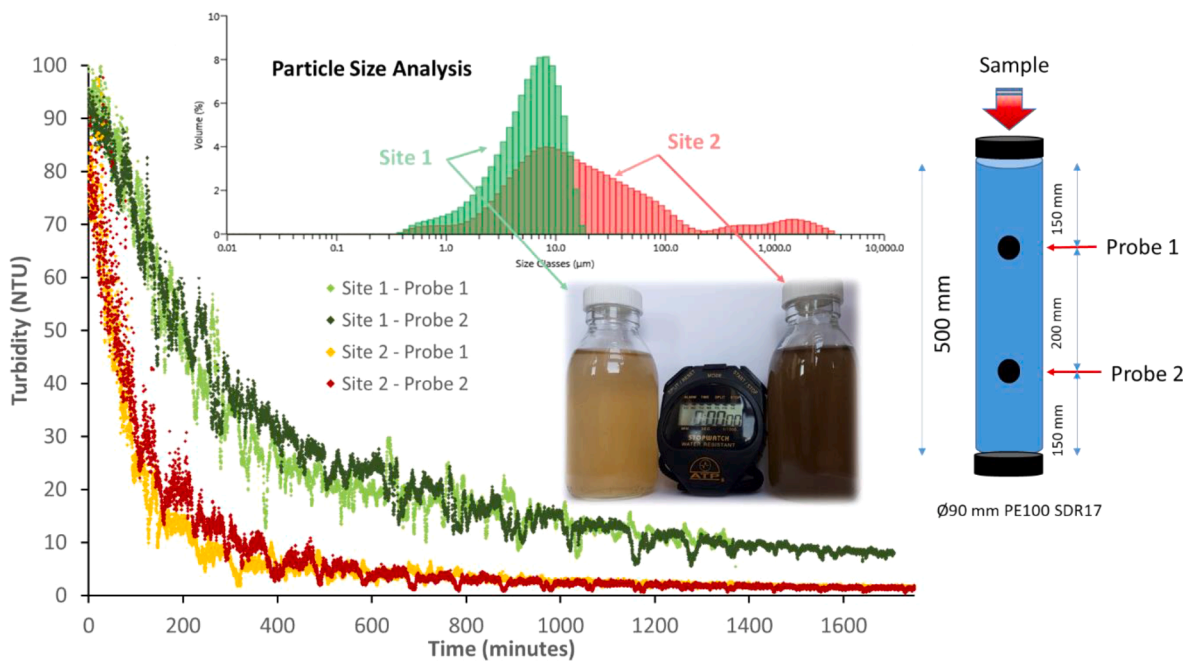 Particle Size Analysis
Volume (%)
10
8
6
4
2
0
0.01
0.1
1.0
10.0
100.0
1,000.0
10,000.0
Size Classes (µm)
Site 1
Site 2
Turbidity (NTU)
100
90
80
70
60
50
40
30
20
10
0
0
200
400
600
800
1000
1200
1400
1600
Time (minutes)
Site 1 - Probe 1
Site 1 - Probe 2
Site 2 - Probe 1
Site 2 - Probe 2
STOPWATCH
WATER RESISTANT
ATP
Sample
500 mm
150 mm
200 mm
150 mm
Probe 1
Probe 2
Ø90 mm PE100 SDR17